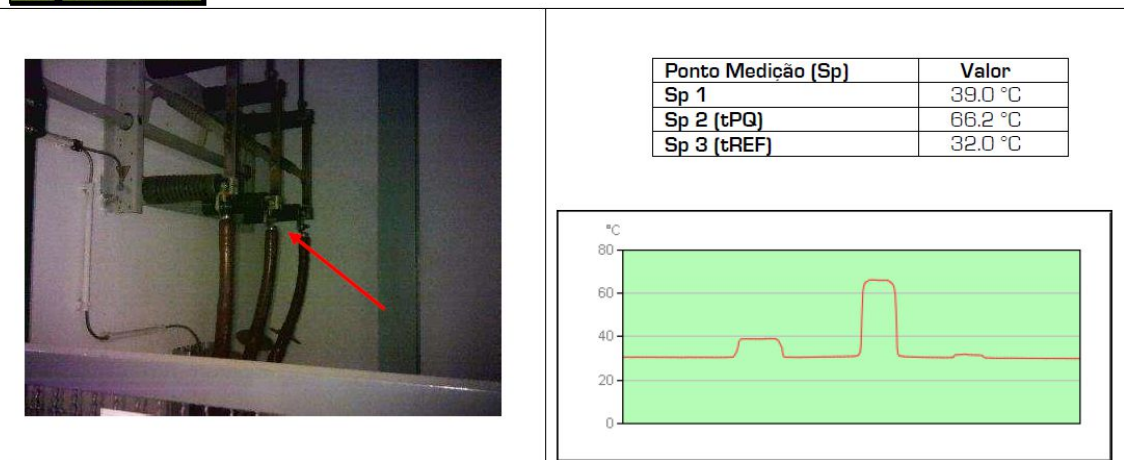 Ponto Medição (Sp) Valor
Sp 1 39.0 °C
Sp 2 (tPQ) 66.2 °C
Sp 3 (tREF) 32.0 °C
°C
80
60
40
20
0